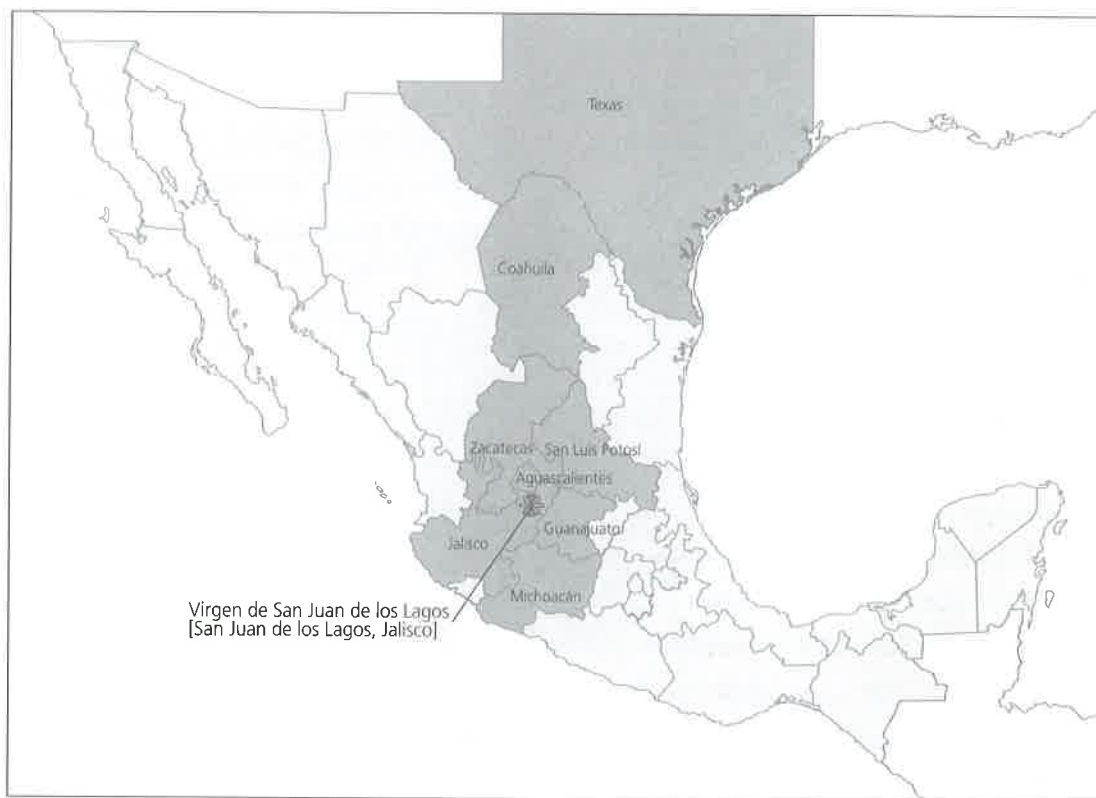 Texas
Coahuila
Zacatecas
San Luis Potosí
Aguascalientes
Guanajuato
Jalisco
Michoacán
Virgen de San Juan de los Lagos
[San Juan de los Lagos, Jalisco]